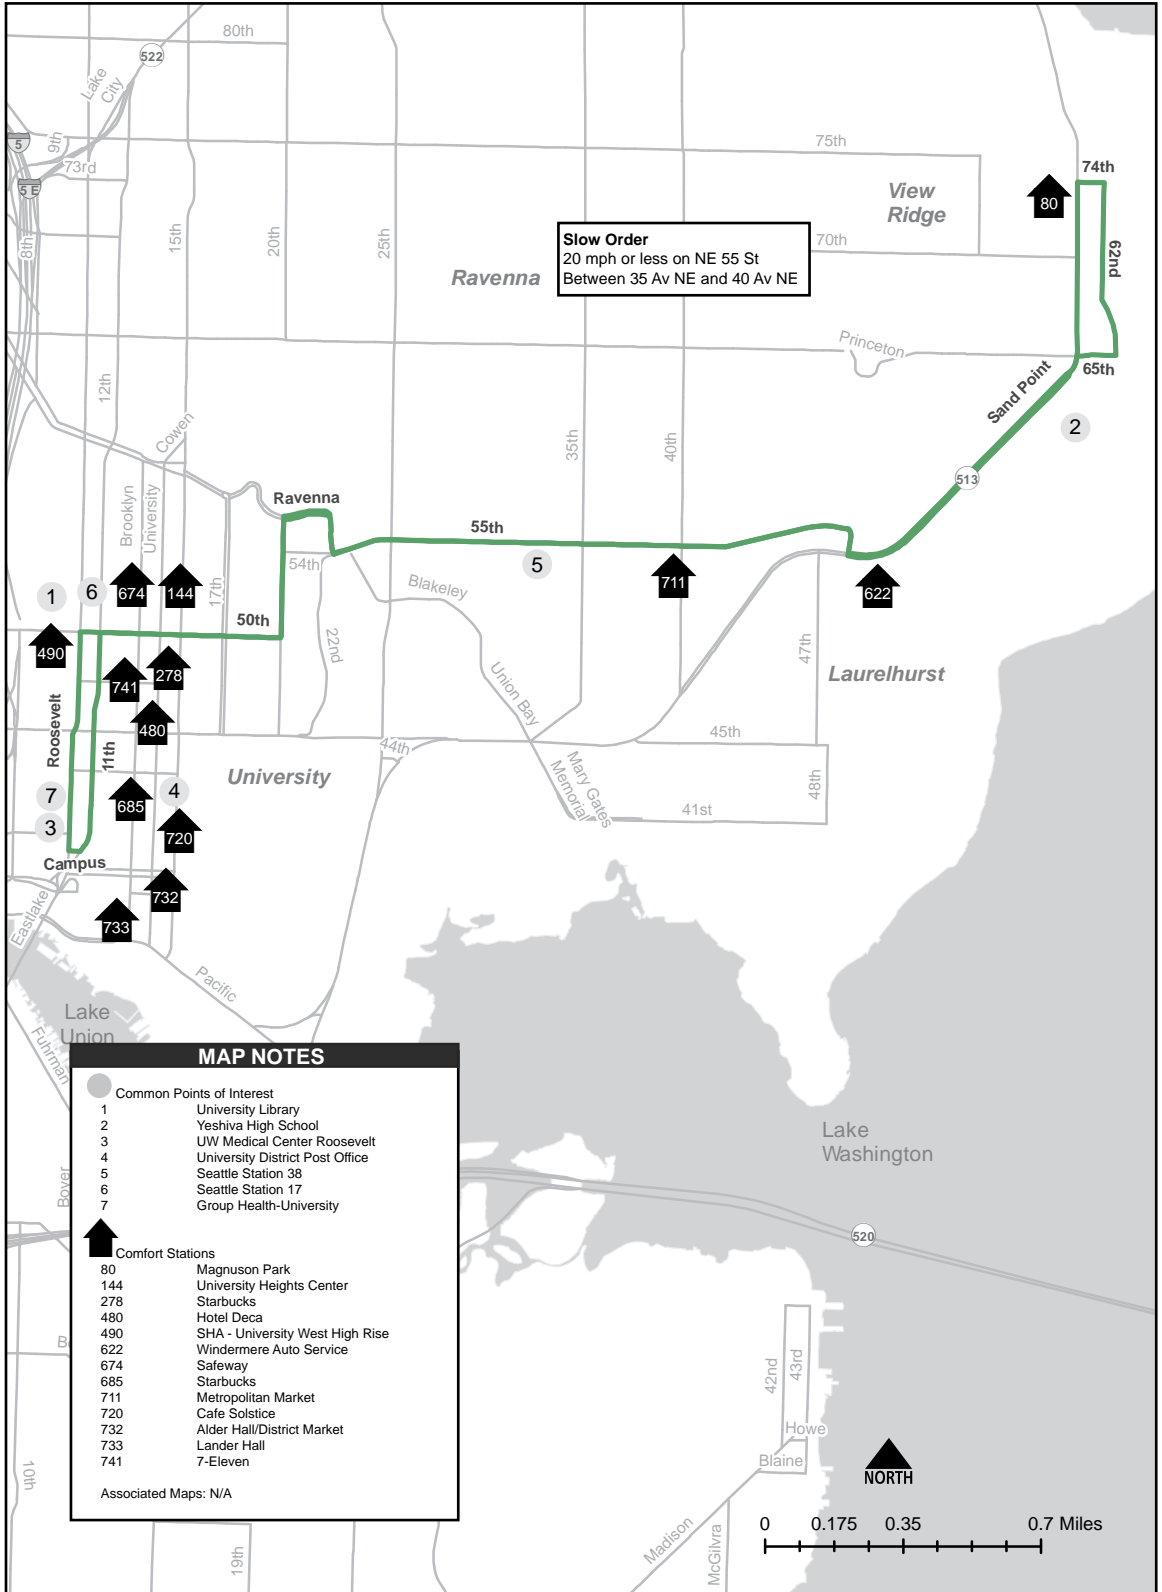 80th
522
Lake
City
5
9th
73rd
75th
5 E
View
Ridge
74th
80
8th
15th
20th
25th
Slow Order
20 mph or less on NE 55 St
Between 35 Av NE and 40 Av NE
70th
62nd
Ravenna
Princeton
65th
12th
Sand Point
Cowen
35th
40th
2
513
Ravenna
Brooklyn
University
55th
54th
5
17th
Blakeley
711
622
1
6
674
144
50th
490
22nd
47th
741
278
Union Bay
Laurelhurst
Roosevelt
11th
480
45th
44th
University
Mary Gates
Memorial
48th
7
685
4
41st
3
720
Campus
732
Eastlake
733
Pacific
Lake
Union
Fuhrman
MAP NOTES
Common Points of Interest
1 University Library
2 Yeshiva High School
3 UW Medical Center Roosevelt
4 University District Post Office
5 Seattle Station 38
6 Seattle Station 17
7 Group Health-University
Comfort Stations
80 Magnuson Park
144 University Heights Center
278 Starbucks
480 Hotel Deca
490 SHA - University West High Rise
622 Windermere Auto Service
674 Safeway
685 Starbucks
711 Metropolitan Market
720 Cafe Solstice
732 Alder Hall/District Market
733 Lander Hall
741 7-Eleven
Associated Maps: N/A
Boyer
Lake
Washington
520
10th
19th
42nd
43rd
Howe
Blaine
Madison
McGilvra
NORTH
0 0.175 0.35 0.7 Miles